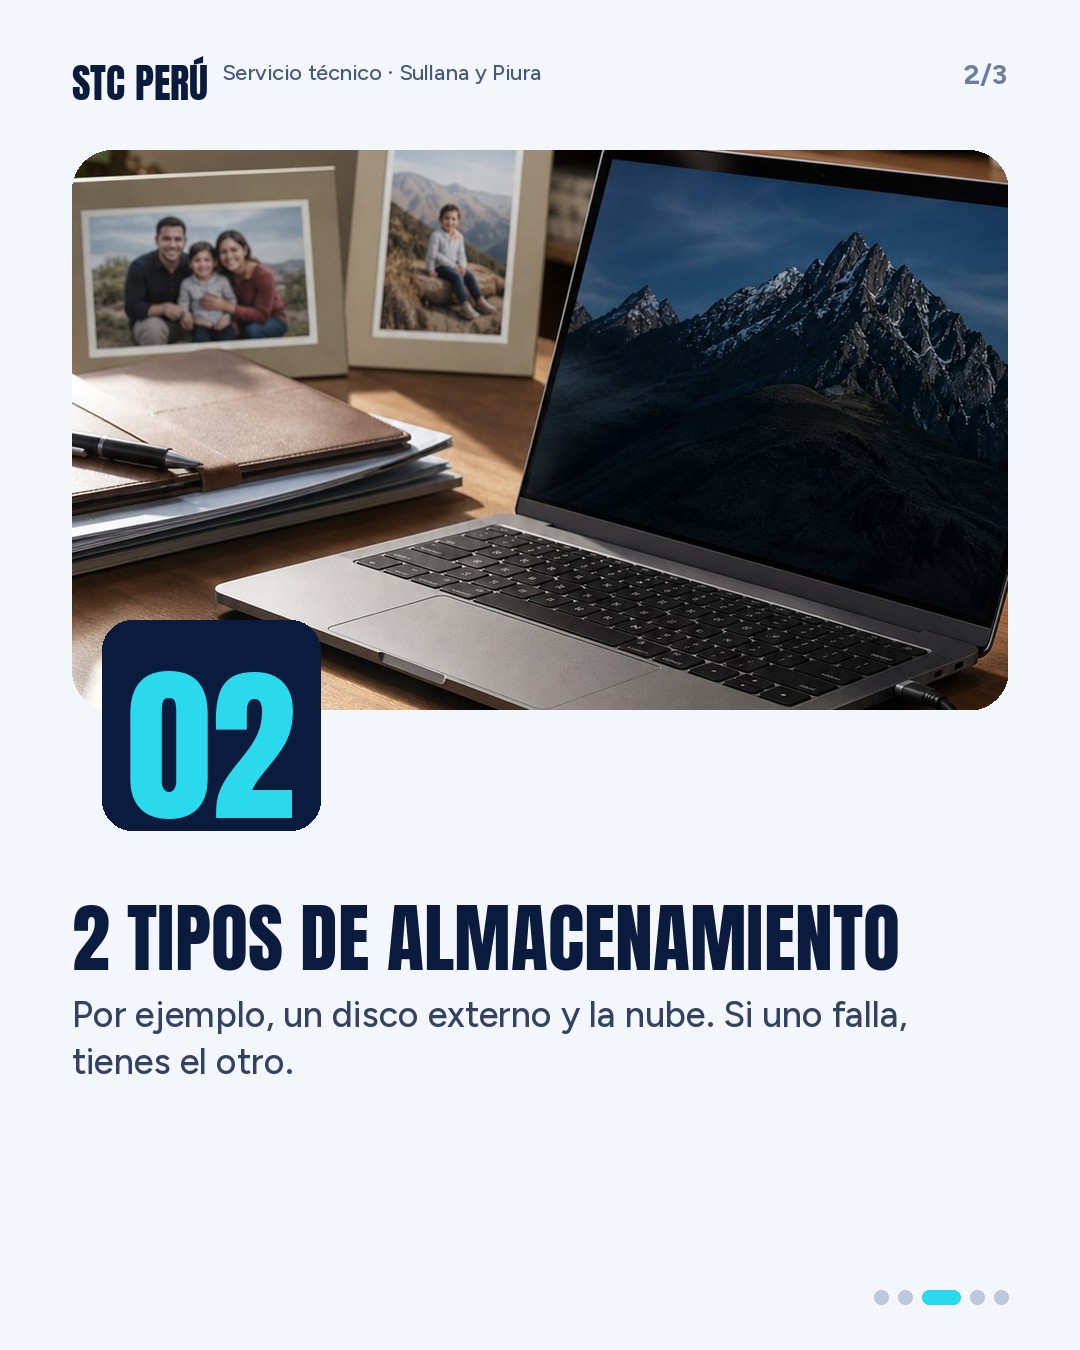 STC PERÚ Servicio técnico · Sullana y Piura 2/3
02
2 TIPOS DE ALMACENAMIENTO
Por ejemplo, un disco externo y la nube. Si uno falla,
tienes el otro.